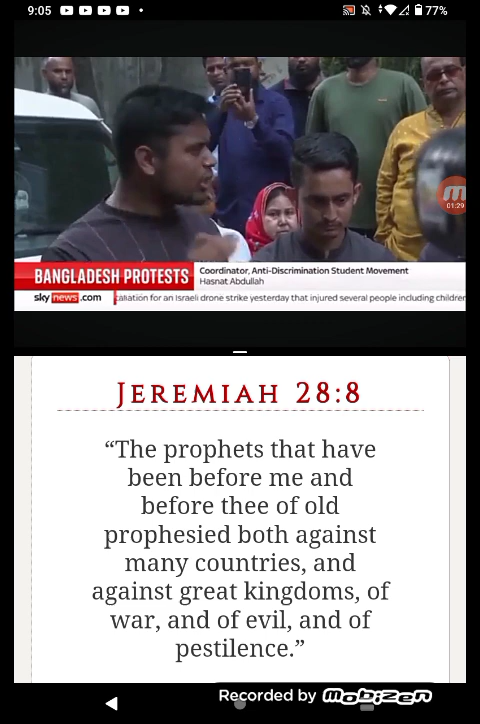 9:05
77%
01:29
BANGLADESH PROTESTS
Coordinator, Anti-Discrimination Student Movement
Hasnat Abdullah
sky news.com
taliation for an Israeli drone strike yesterday that injured several people including children
JEREMIAH 28:8
“The prophets that have
been before me and
before thee of old
prophesied both against
many countries, and
against great kingdoms, of
war, and of evil, and of
pestilence.”
Recorded by Mobizen